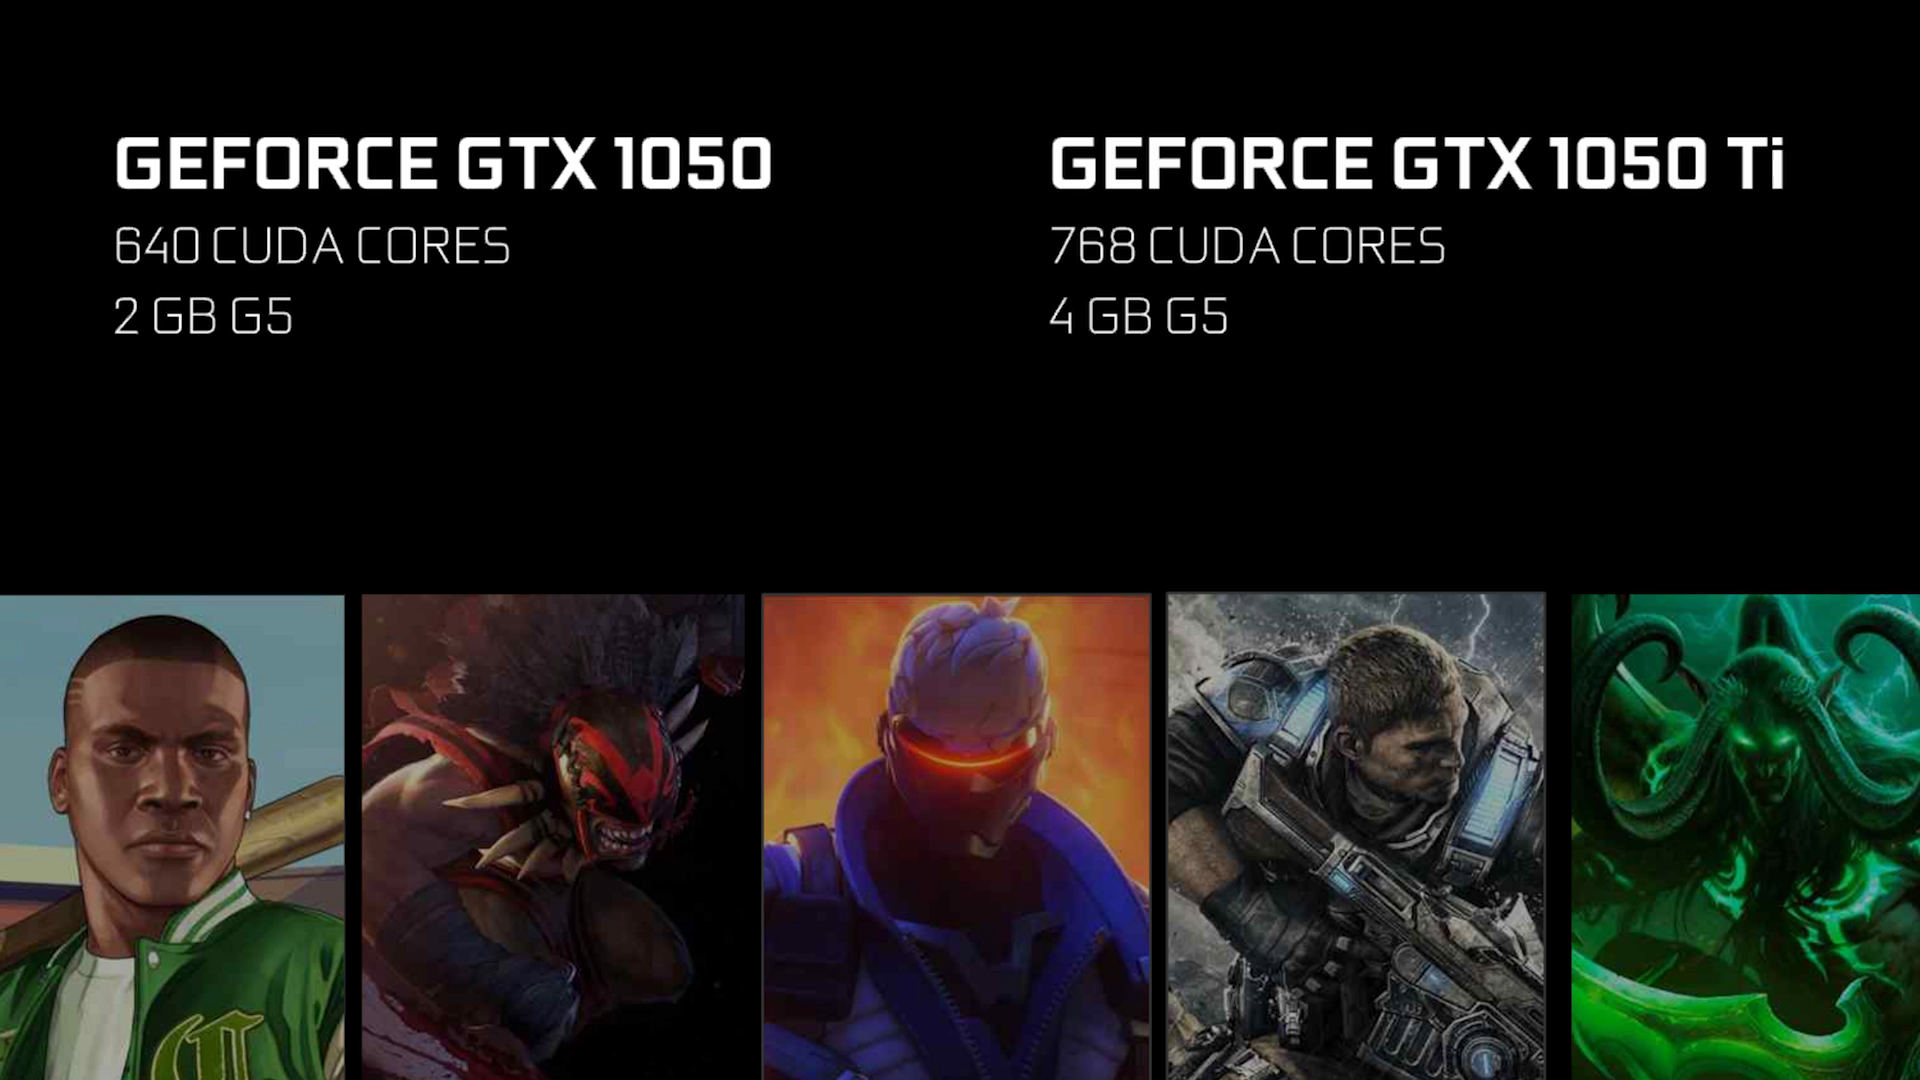 GEFORCE GTX 1050
640 CUDA CORES
2 GB G5
GEFORCE GTX 1050 Ti
768 CUDA CORES
4 GB G5